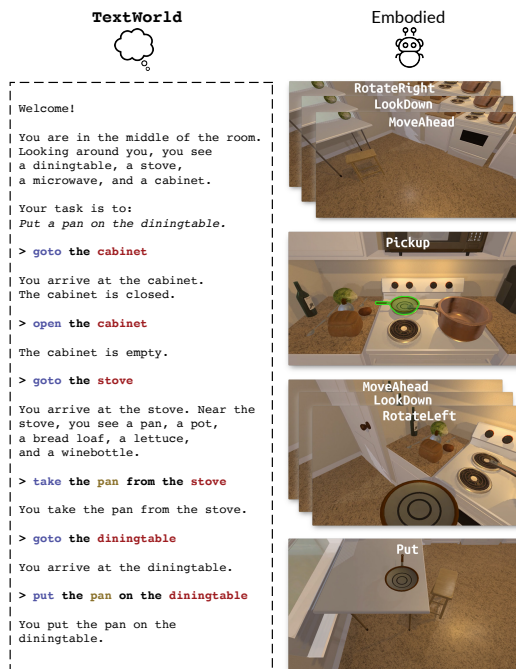 TextWorld
Welcome!
You are in the middle of the room.
Looking around you, you see
a diningtable, a stove,
a microwave, and a cabinet.
Your task is to:
Put a pan on the diningtable.
> goto the cabinet
You arrive at the cabinet.
The cabinet is closed.
> open the cabinet
The cabinet is empty.
> goto the stove
You arrive at the stove. Near the
stove, you see a pan, a pot,
a bread loaf, a lettuce,
and a winebottle.
> take the pan from the stove
You take the pan from the stove.
> goto the diningtable
You arrive at the diningtable.
> put the pan on the diningtable
You put the pan on the
diningtable.
Embodied
RotateRight
LookDown
MoveAhead
Pickup
MoveAhead
LookDown
RotateLeft
Put